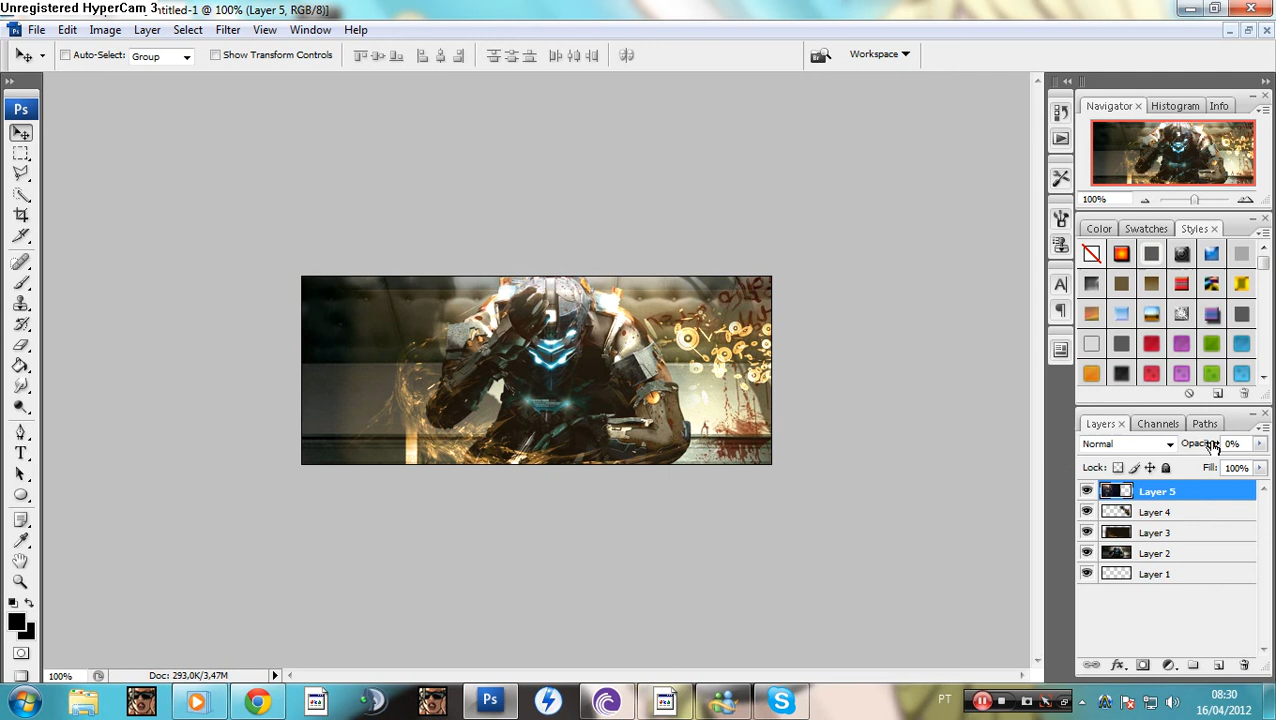 Unregistered HyperCam 3
ntitled-1 @ 100% (Layer 5, RGB/8)]
File Edit Image Layer Select Filter View Window Help
Auto-Select: Group Show Transform Controls Workspace
Ps
Navigator × Histogram Info
100%
Color Swatches Styles ×
Layers × Channels Paths
Normal Opacity: 0%
Lock: Fill: 100%
Layer 5
Layer 4
Layer 3
Layer 2
Layer 1
100% Doc: 293,0K/3,47M
PT 08:30
16/04/2012